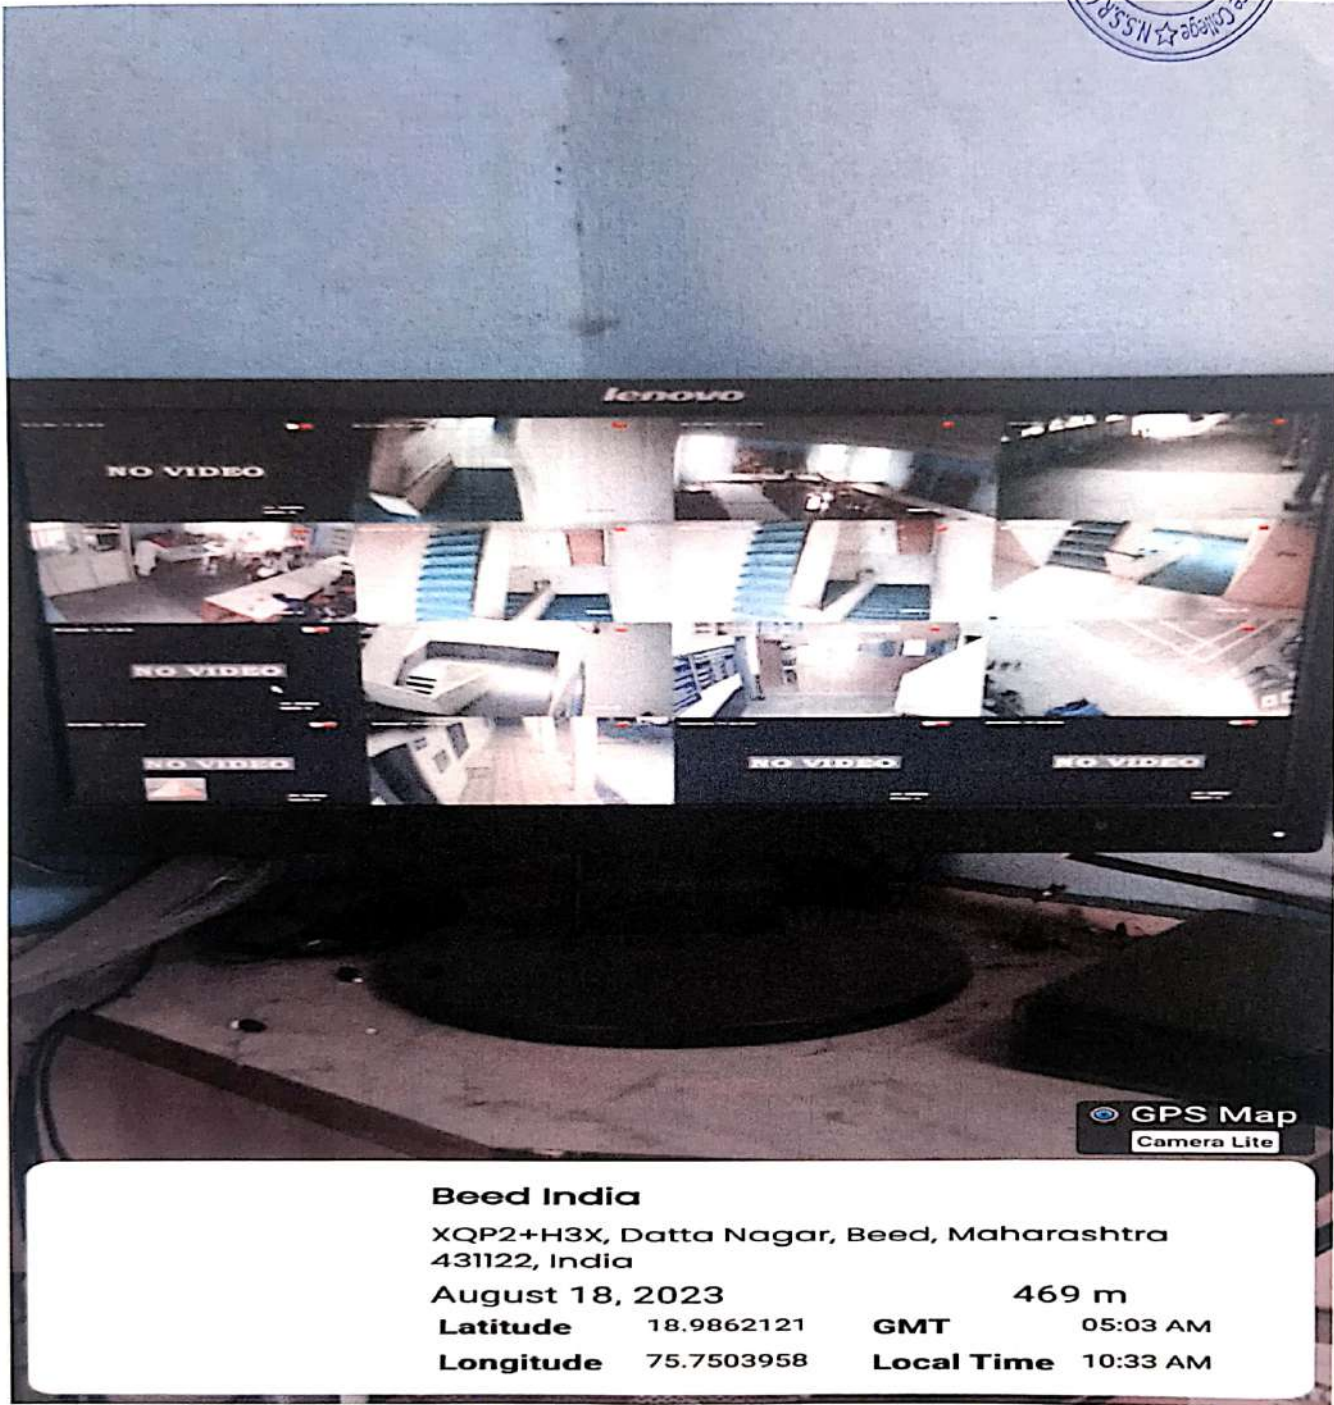 College ☆ N.S.S.R
lenovo
NO VIDEO
NO VIDEO
NO VIDEO
NO VIDEO
NO VIDEO
GPS Map
Camera Lite
Beed India
XQP2+H3X, Datta Nagar, Beed, Maharashtra
431122, India
August 18, 2023 469 m
Latitude 18.9862121 GMT 05:03 AM
Longitude 75.7503958 Local Time 10:33 AM